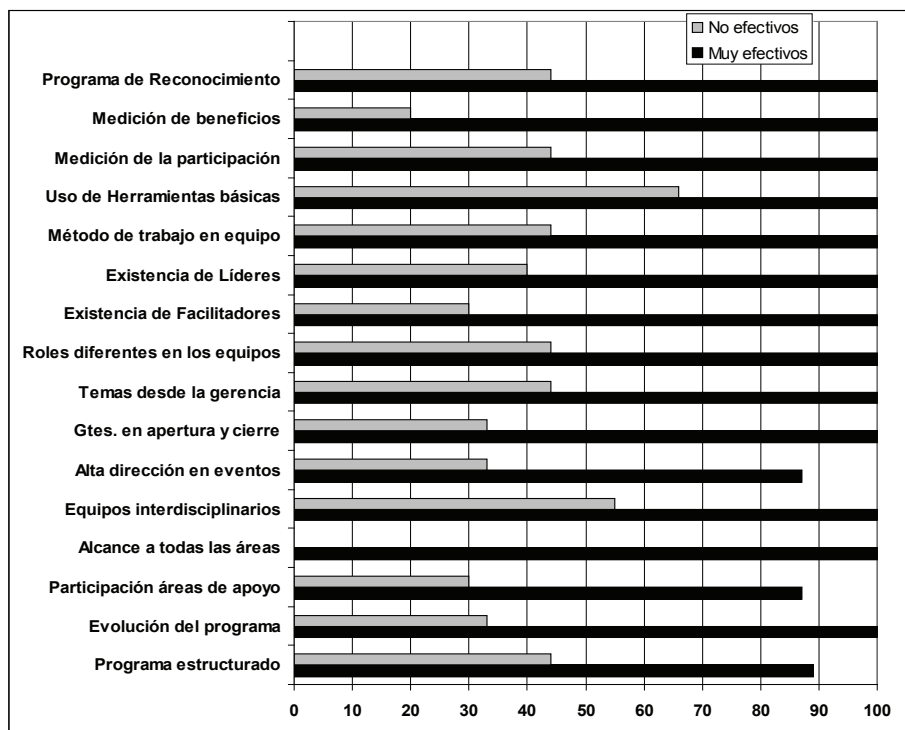 No efectivos
Muy efectivos
Programa de Reconocimiento
Medición de beneficios
Medición de la participación
Uso de Herramientas básicas
Método de trabajo en equipo
Existencia de Líderes
Existencia de Facilitadores
Roles diferentes en los equipos
Temas desde la gerencia
Gtes. en apertura y cierre
Alta dirección en eventos
Equipos interdisciplinarios
Alcance a todas las áreas
Participación áreas de apoyo
Evolución del programa
Programa estructurado
0 10 20 30 40 50 60 70 80 90 100